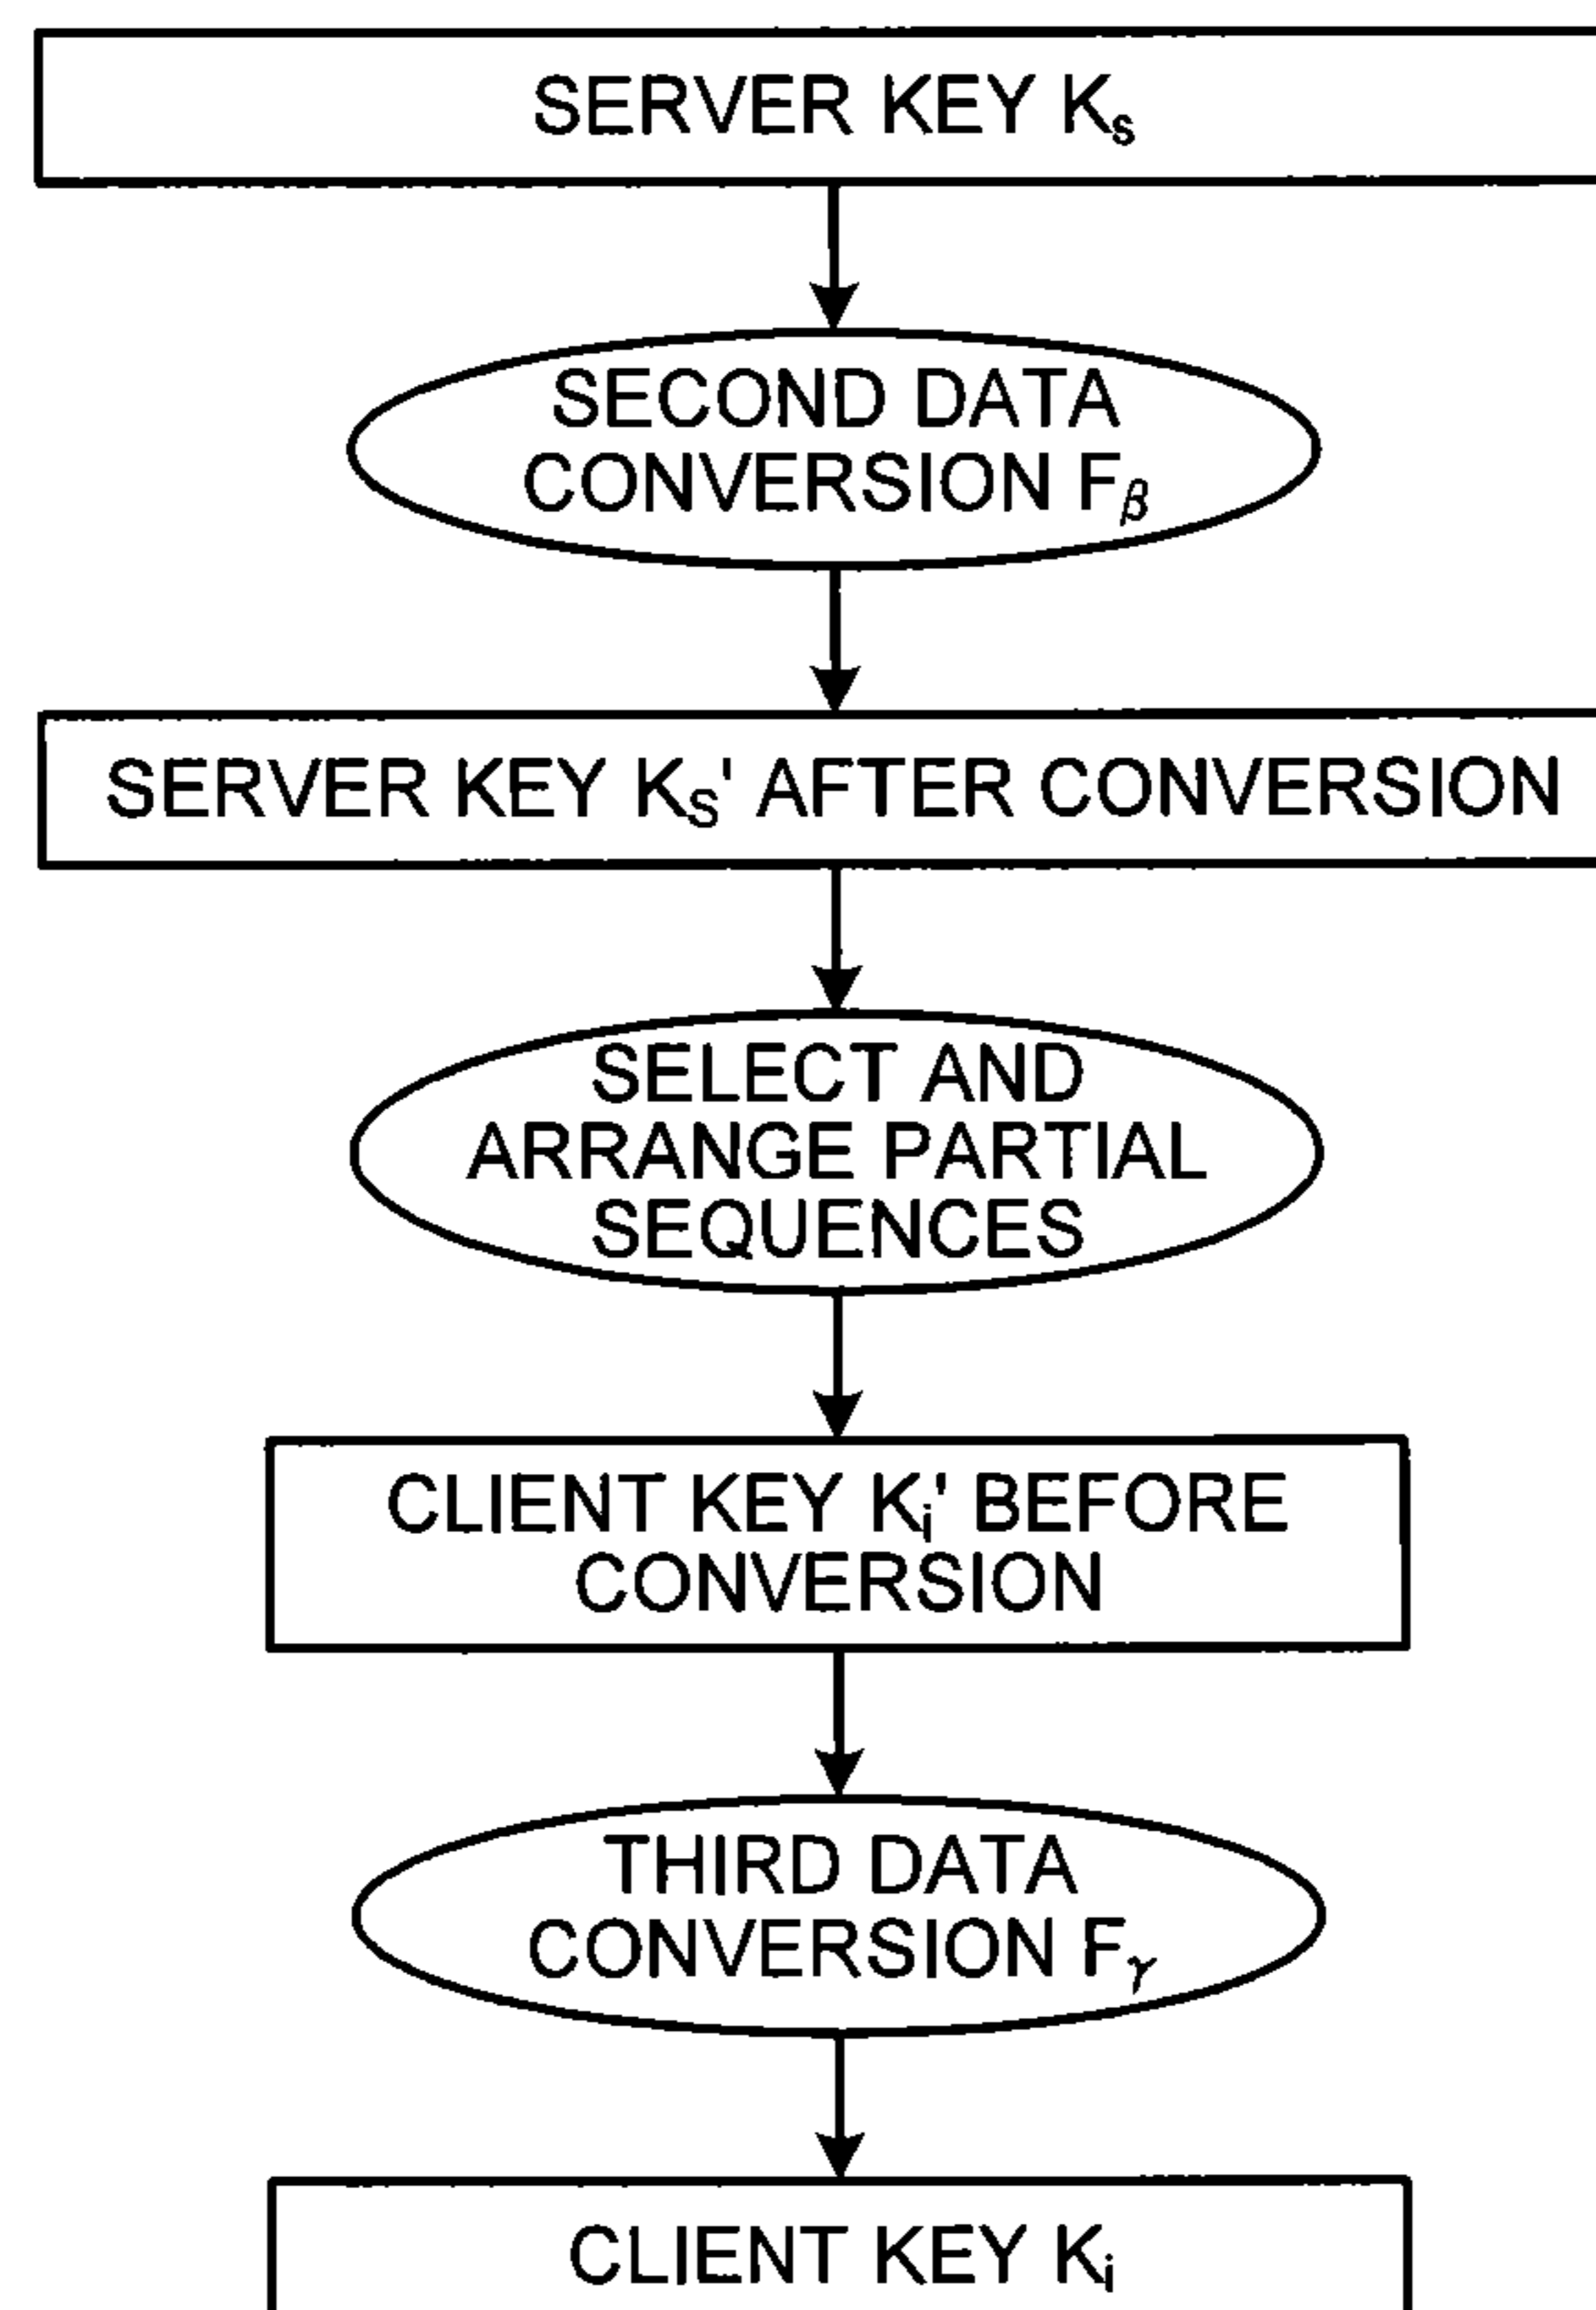 SERVER KEY Ks
SECOND DATA
CONVERSION Fβ
SERVER KEY KS' AFTER CONVERSION
SELECT AND
ARRANGE PARTIAL
SEQUENCES
CLIENT KEY Ki' BEFORE
CONVERSION
THIRD DATA
CONVERSION Fγ
CLIENT KEY Ki